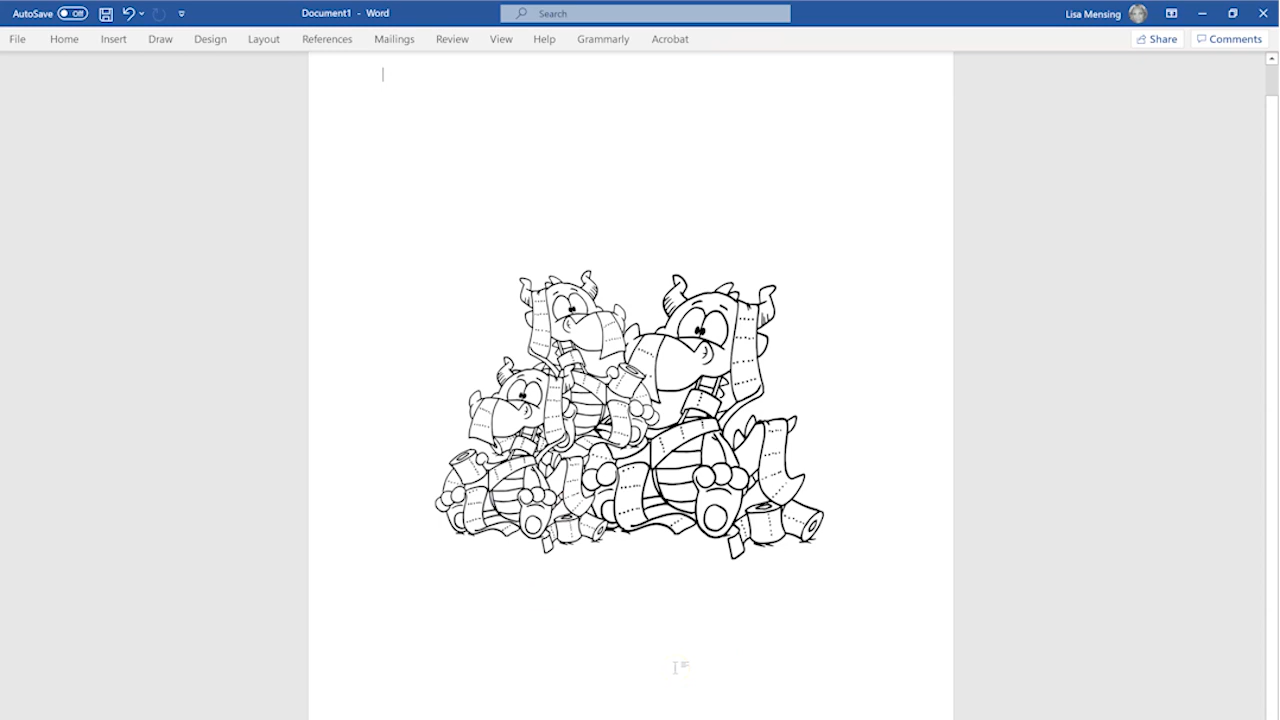 AutoSave Off Document1 - Word Search Lisa Mensing
File Home Insert Draw Design Layout References Mailings Review View Help Grammarly Acrobat Share Comments